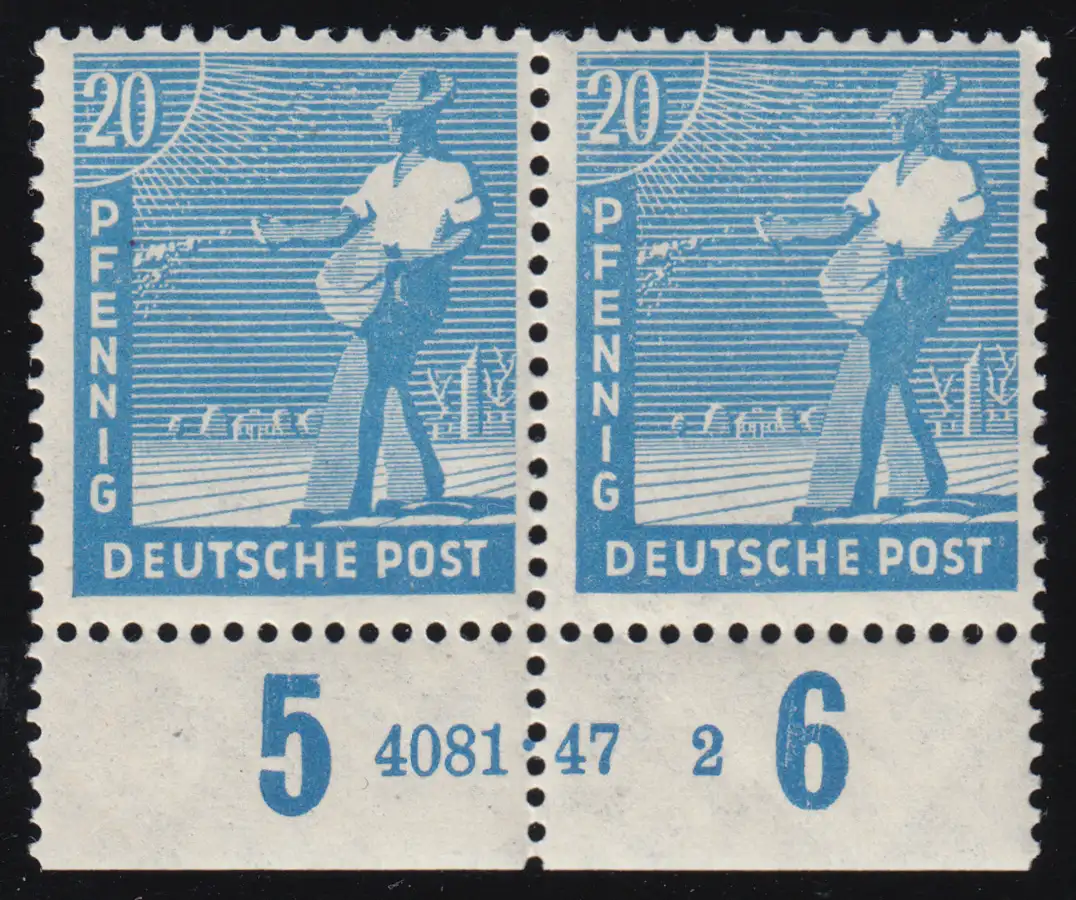 20 20
PFENNIG PFENNIG
DEUTSCHE POST DEUTSCHE POST
5 4081·47 2 6